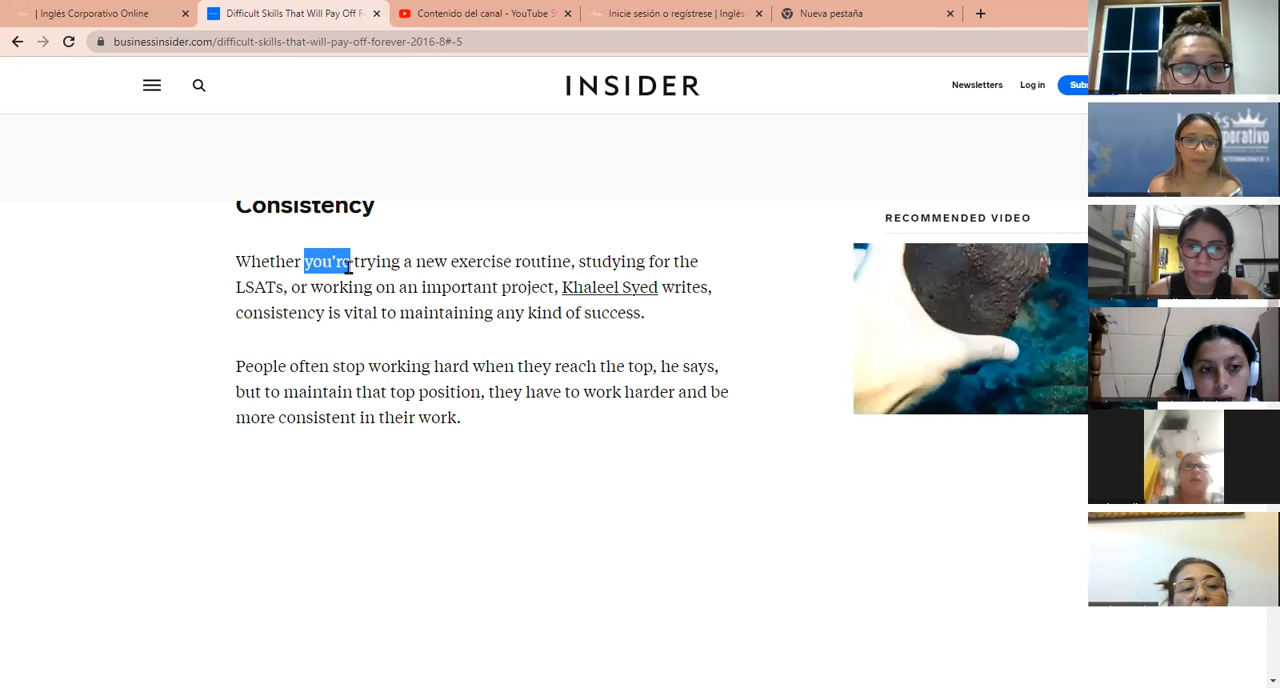 | Inglés Corporativo Online
Difficult Skills That Will Pay Off F
Contenido del canal - YouTube S
Inicie sesión o regístrese | Inglés
Nueva pestaña
businessinsider.com/difficult-skills-that-will-pay-off-forever-2016-8#-5
INSIDER
Newsletters
Log in
Subs
Consistency
Whether you're trying a new exercise routine, studying for the
LSATs, or working on an important project, Khaleel Syed writes,
consistency is vital to maintaining any kind of success.
People often stop working hard when they reach the top, he says,
but to maintain that top position, they have to work harder and be
more consistent in their work.
RECOMMENDED VIDEO